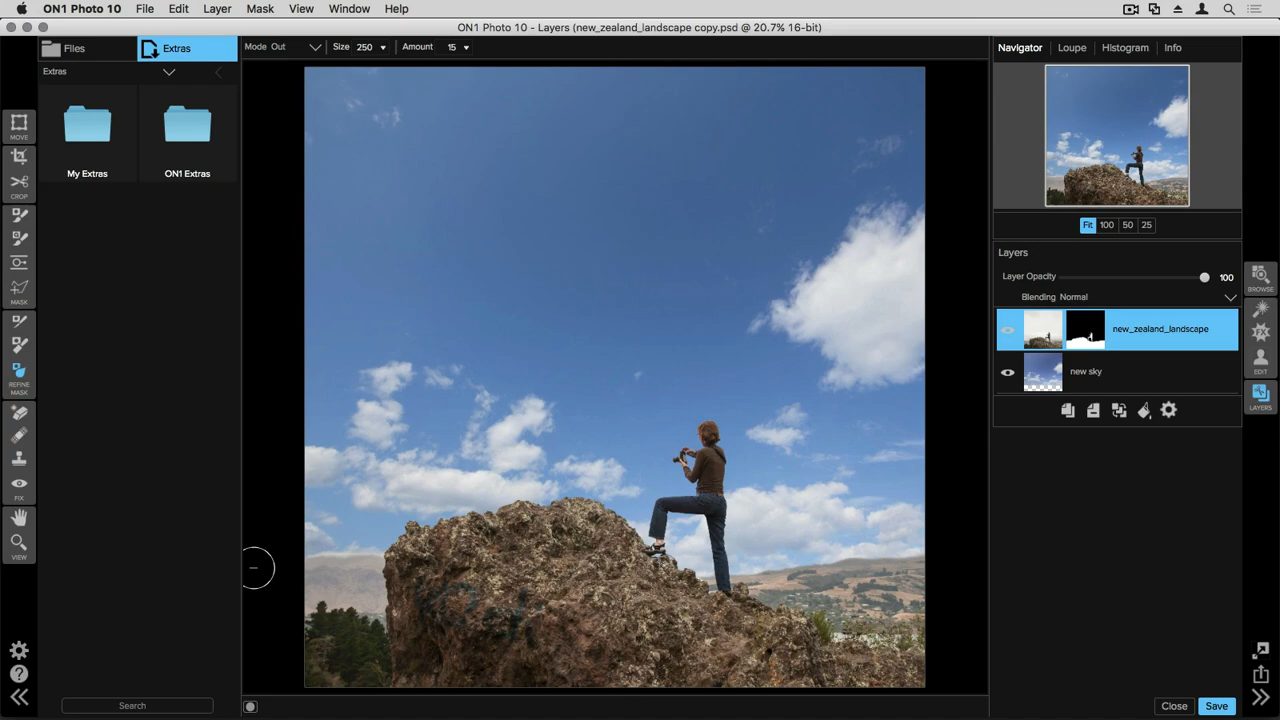 ON1 Photo 10 File Edit Layer Mask View Window Help
ON1 Photo 10 - Layers (new_zealand_landscape copy.psd @ 20.7% 16-bit)
Files Extras Mode Out Size 250 Amount 15 Navigator Loupe Histogram Info
Extras
MOVE
CROP
MASK
REFINE
MASK
FIX
VIEW
My Extras ON1 Extras
Search
Fit 100 50 25
Layers
Layer Opacity 100
Blending Normal
new_zealand_landscape
new sky
BROWSE
FX
EDIT
LAYERS
?
Close Save